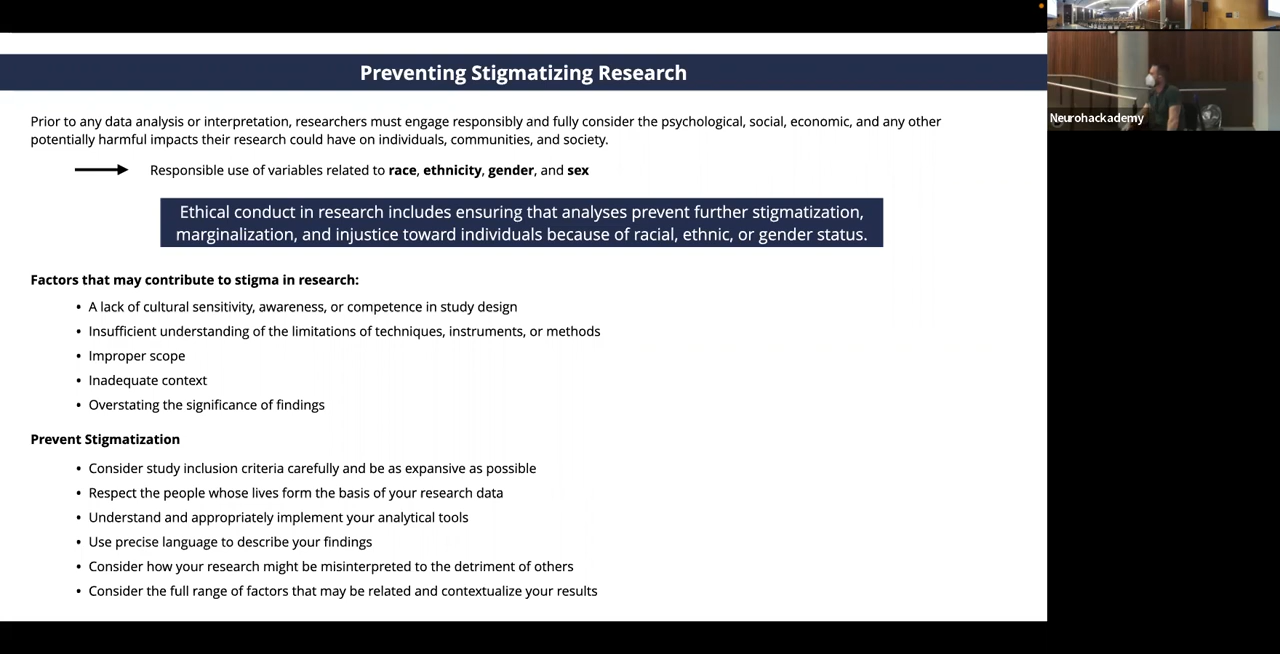 Preventing Stigmatizing Research
Prior to any data analysis or interpretation, researchers must engage responsibly and fully consider the psychological, social, economic, and any other
potentially harmful impacts their research could have on individuals, communities, and society.
Responsible use of variables related to race, ethnicity, gender, and sex
Ethical conduct in research includes ensuring that analyses prevent further stigmatization,
marginalization, and injustice toward individuals because of racial, ethnic, or gender status.
Factors that may contribute to stigma in research:
• A lack of cultural sensitivity, awareness, or competence in study design
• Insufficient understanding of the limitations of techniques, instruments, or methods
• Improper scope
• Inadequate context
• Overstating the significance of findings
Prevent Stigmatization
• Consider study inclusion criteria carefully and be as expansive as possible
• Respect the people whose lives form the basis of your research data
• Understand and appropriately implement your analytical tools
• Use precise language to describe your findings
• Consider how your research might be misinterpreted to the detriment of others
• Consider the full range of factors that may be related and contextualize your results
Neurohackademy